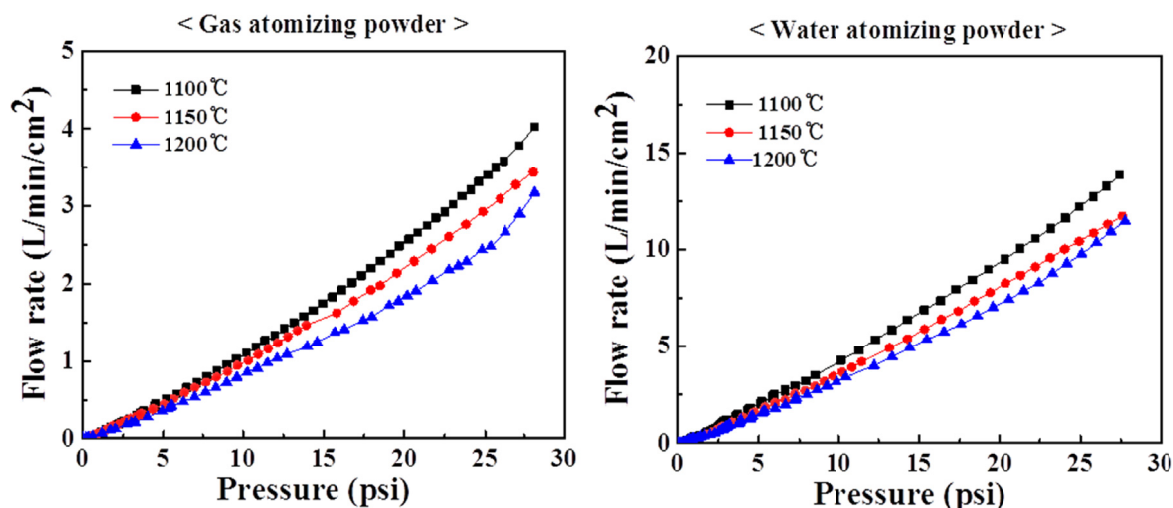 < Gas atomizing powder >
5
4
3
2
1
0
Flow rate (L/min/cm²)
1100℃
1150℃
1200℃
0 5 10 15 20 25 30
Pressure (psi)
< Water atomizing powder >
20
15
10
5
0
Flow rate (L/min/cm²)
1100℃
1150℃
1200℃
0 5 10 15 20 25 30
Pressure (psi)